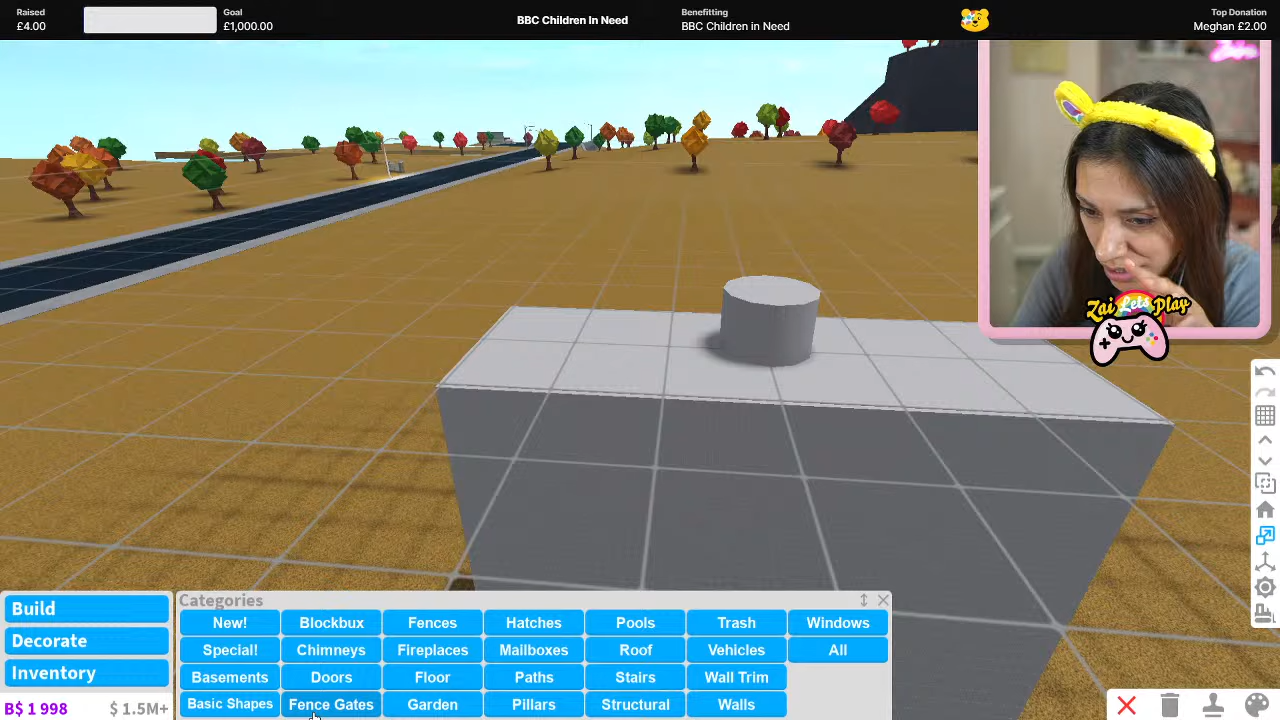 Raised
£4.00
Goal
£1,000.00
BBC Children In Need
Benefitting
BBC Children in Need
Top Donation
Meghan £2.00
Zai Lets Play
Build
Decorate
Inventory
B$ 1 998
$ 1.5M+
Categories
New! Blockbux Fences Hatches Pools Trash Windows
Special! Chimneys Fireplaces Mailboxes Roof Vehicles All
Basements Doors Floor Paths Stairs Wall Trim
Basic Shapes Fence Gates Garden Pillars Structural Walls